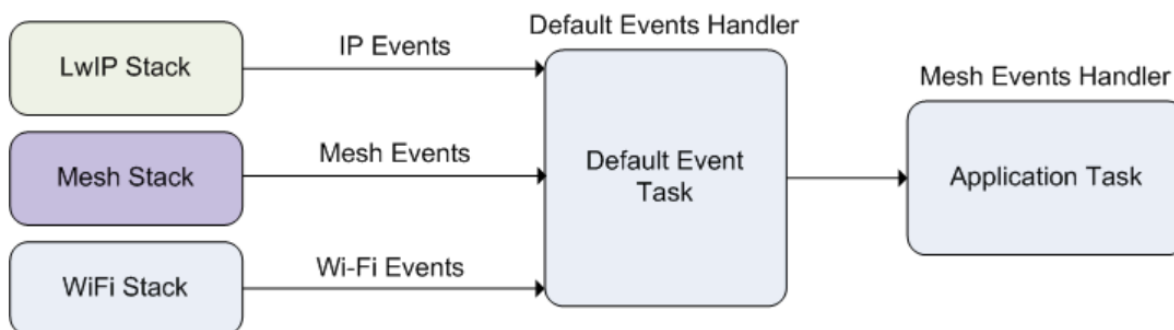 Default Events Handler
LwIP Stack
IP Events
Mesh Events Handler
Mesh Stack
Mesh Events
Default Event
Task
Application Task
WiFi Stack
Wi-Fi Events